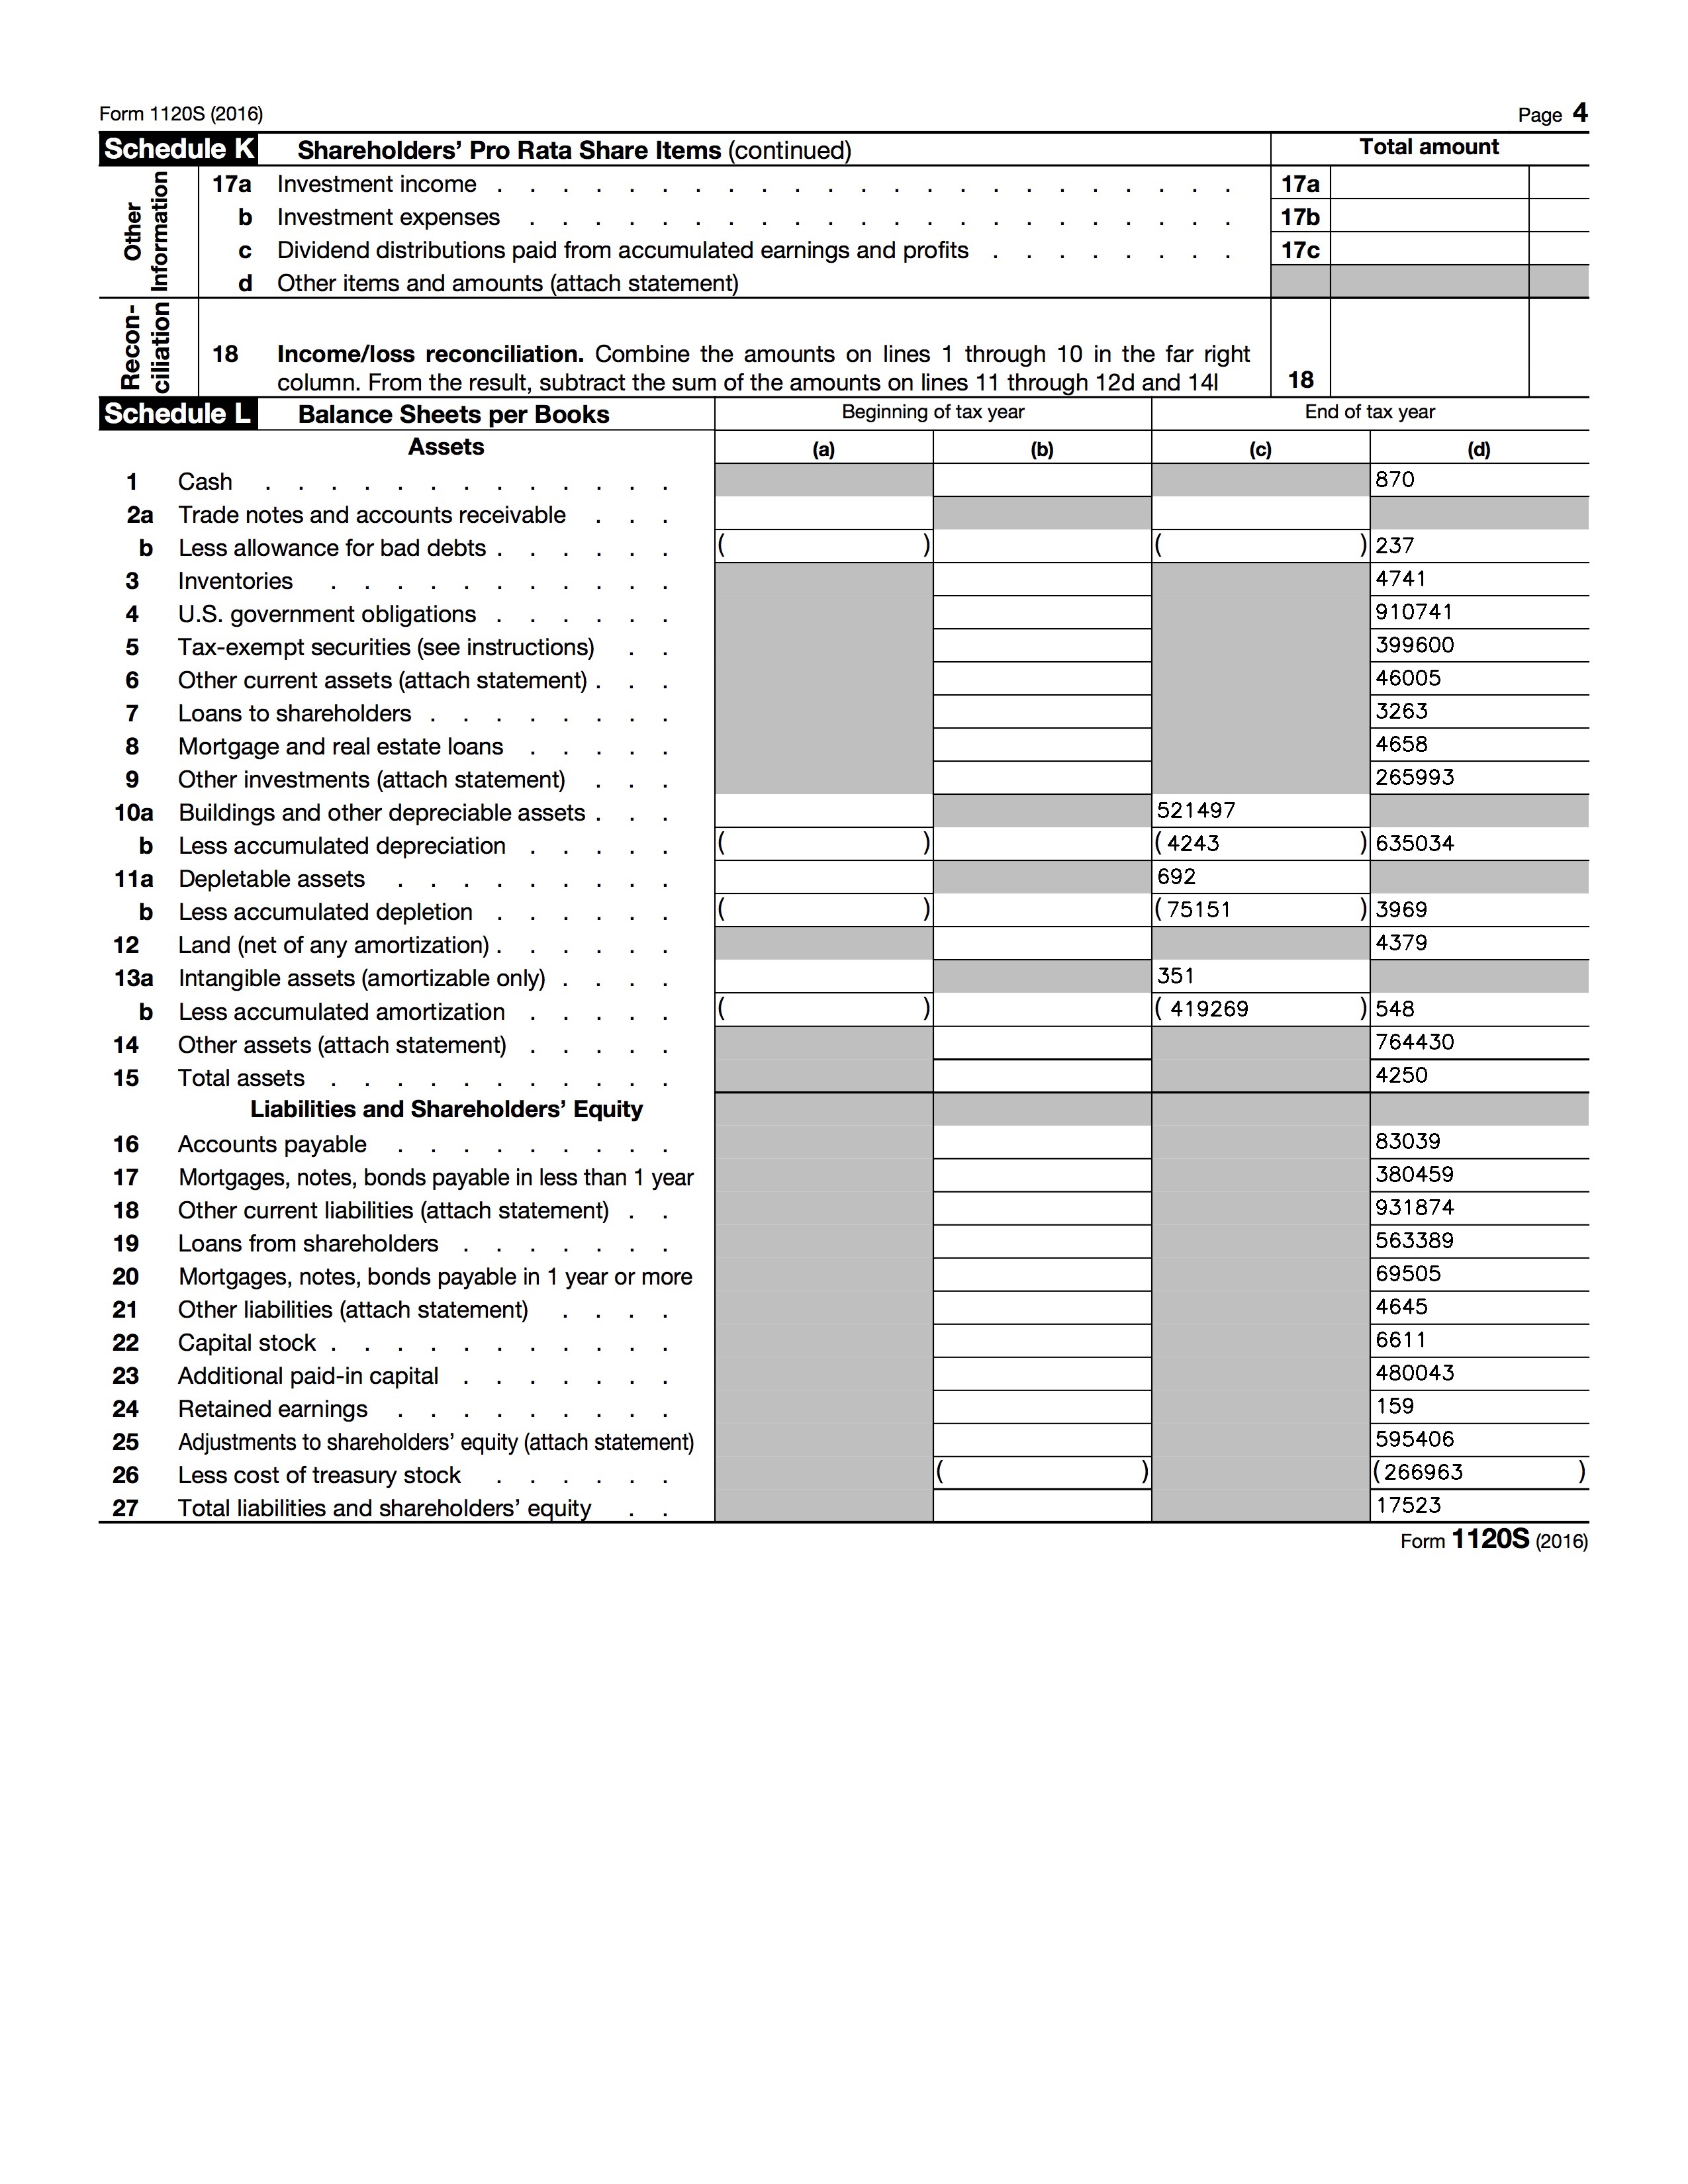 Form 1120S (2016) Page 4
Schedule K Shareholders' Pro Rata Share Items (continued) Total amount
Other Information
17a Investment income . . . . . . . . . . . . . . . . . . . . . . . 17a
b Investment expenses . . . . . . . . . . . . . . . . . . . . . . 17b
c Dividend distributions paid from accumulated earnings and profits . . . . . . . . 17c
d Other items and amounts (attach statement)
Recon-ciliation
18 Income/loss reconciliation. Combine the amounts on lines 1 through 10 in the far right
column. From the result, subtract the sum of the amounts on lines 11 through 12d and 14l 18
Schedule L Balance Sheets per Books Beginning of tax year End of tax year
Assets (a) (b) (c) (d)
1 Cash . . . . . . . . . . . . . 870
2a Trade notes and accounts receivable . . .
b Less allowance for bad debts . . . . . . ( ) ( ) 237
3 Inventories . . . . . . . . . . . 4741
4 U.S. government obligations . . . . . . 910741
5 Tax-exempt securities (see instructions) . . 399600
6 Other current assets (attach statement) . . . 46005
7 Loans to shareholders . . . . . . . . 3263
8 Mortgage and real estate loans . . . . . 4658
9 Other investments (attach statement) . . . 265993
10a Buildings and other depreciable assets . . . 521497
b Less accumulated depreciation . . . . . ( ) ( 4243 ) 635034
11a Depletable assets . . . . . . . . . 692
b Less accumulated depletion . . . . . . ( ) ( 75151 ) 3969
12 Land (net of any amortization) . . . . . . 4379
13a Intangible assets (amortizable only) . . . . 351
b Less accumulated amortization . . . . . ( ) ( 419269 ) 548
14 Other assets (attach statement) . . . . . 764430
15 Total assets . . . . . . . . . . . 4250
Liabilities and Shareholders' Equity
16 Accounts payable . . . . . . . . . 83039
17 Mortgages, notes, bonds payable in less than 1 year 380459
18 Other current liabilities (attach statement) . . 931874
19 Loans from shareholders . . . . . . . 563389
20 Mortgages, notes, bonds payable in 1 year or more 69505
21 Other liabilities (attach statement) . . . . 4645
22 Capital stock . . . . . . . . . . . 6611
23 Additional paid-in capital . . . . . . . 480043
24 Retained earnings . . . . . . . . . 159
25 Adjustments to shareholders' equity (attach statement) 595406
26 Less cost of treasury stock . . . . . . ( ) ( 266963 )
27 Total liabilities and shareholders' equity . . 17523
Form 1120S (2016)